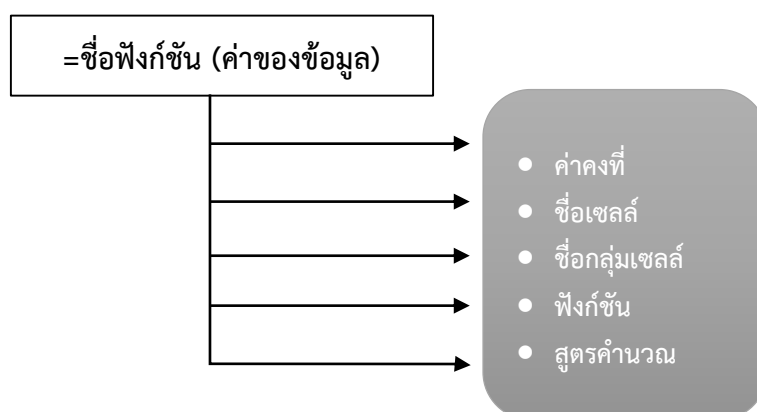 =ชื่อฟังก์ชัน (ค่าของข้อมูล)
• ค่าคงที่
• ชื่อเซลล์
• ชื่อกลุ่มเซลล์
• ฟังก์ชัน
• สูตรคำนวณ